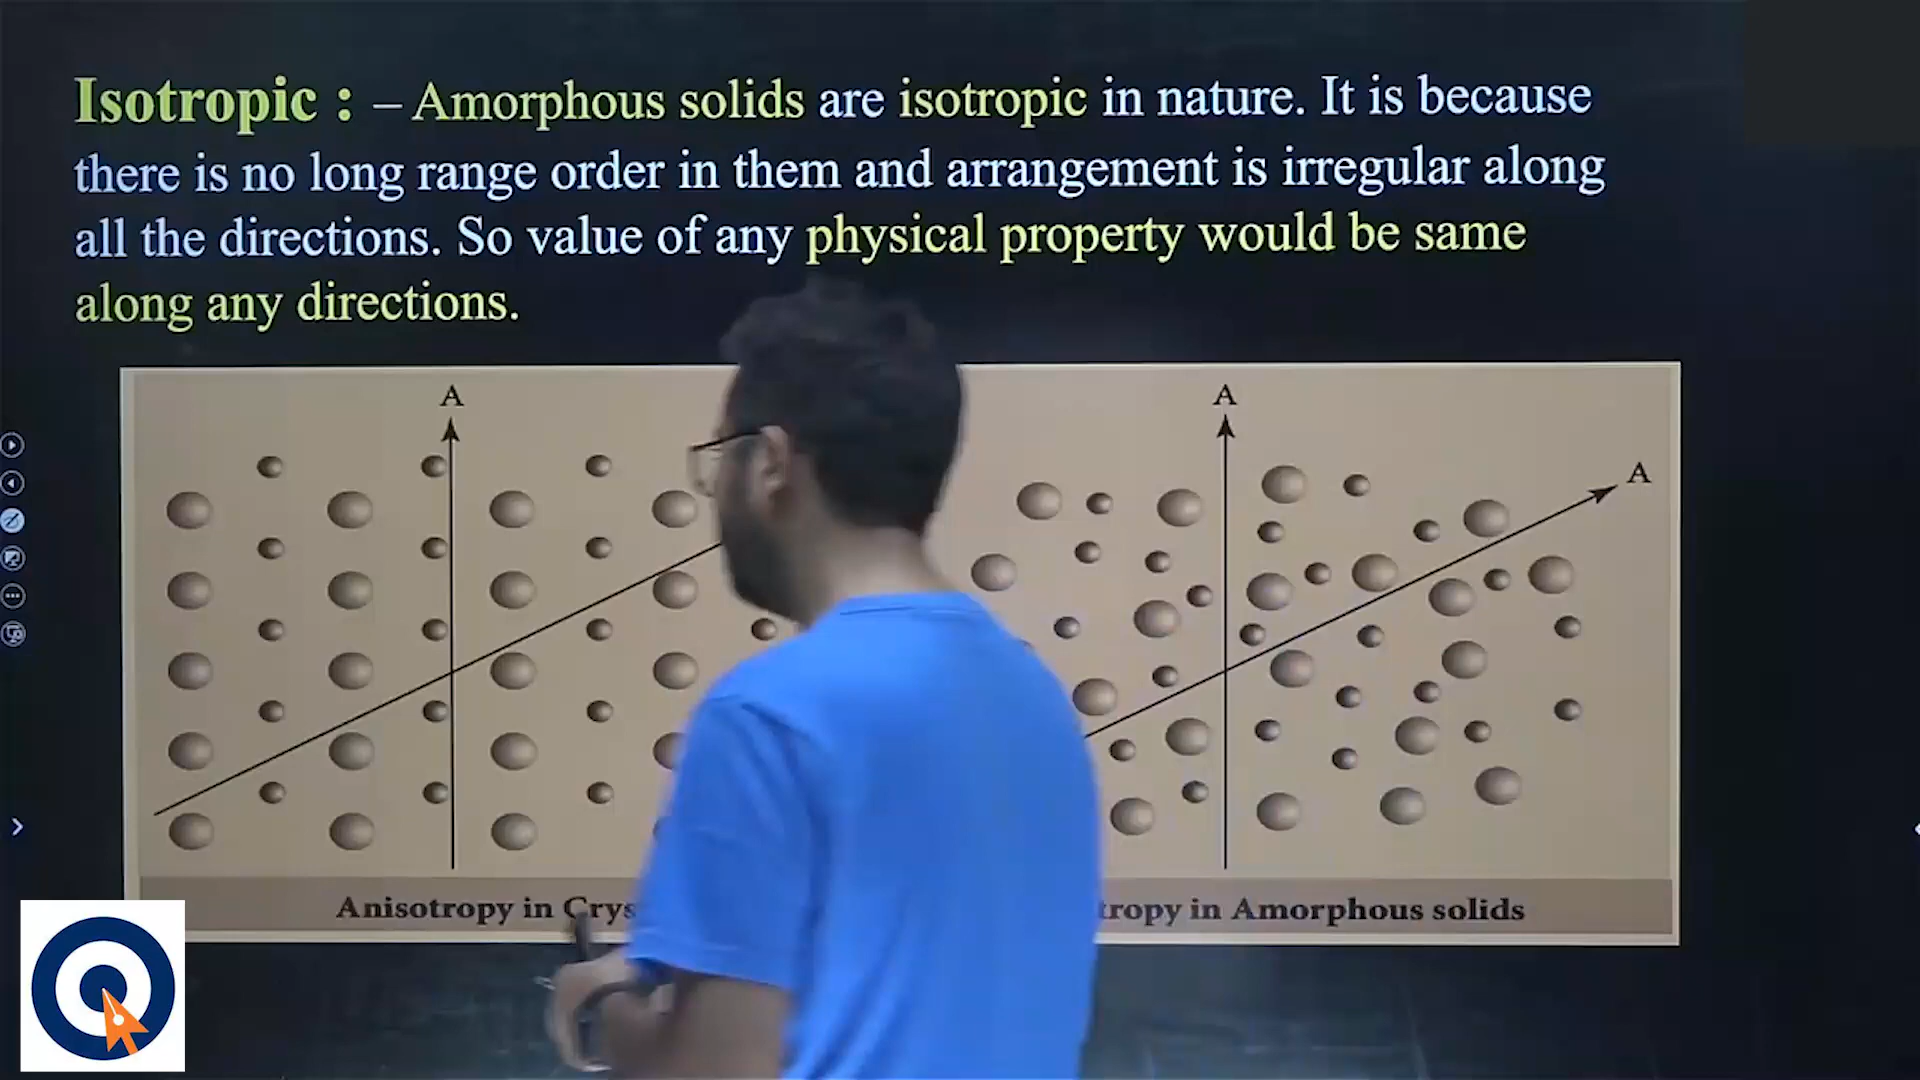 Isotropic : – Amorphous solids are isotropic in nature. It is because
there is no long range order in them and arrangement is irregular along
all the directions. So value of any physical property would be same
along any directions.
A
A
A
Anisotropy in Crys
tropy in Amorphous solids